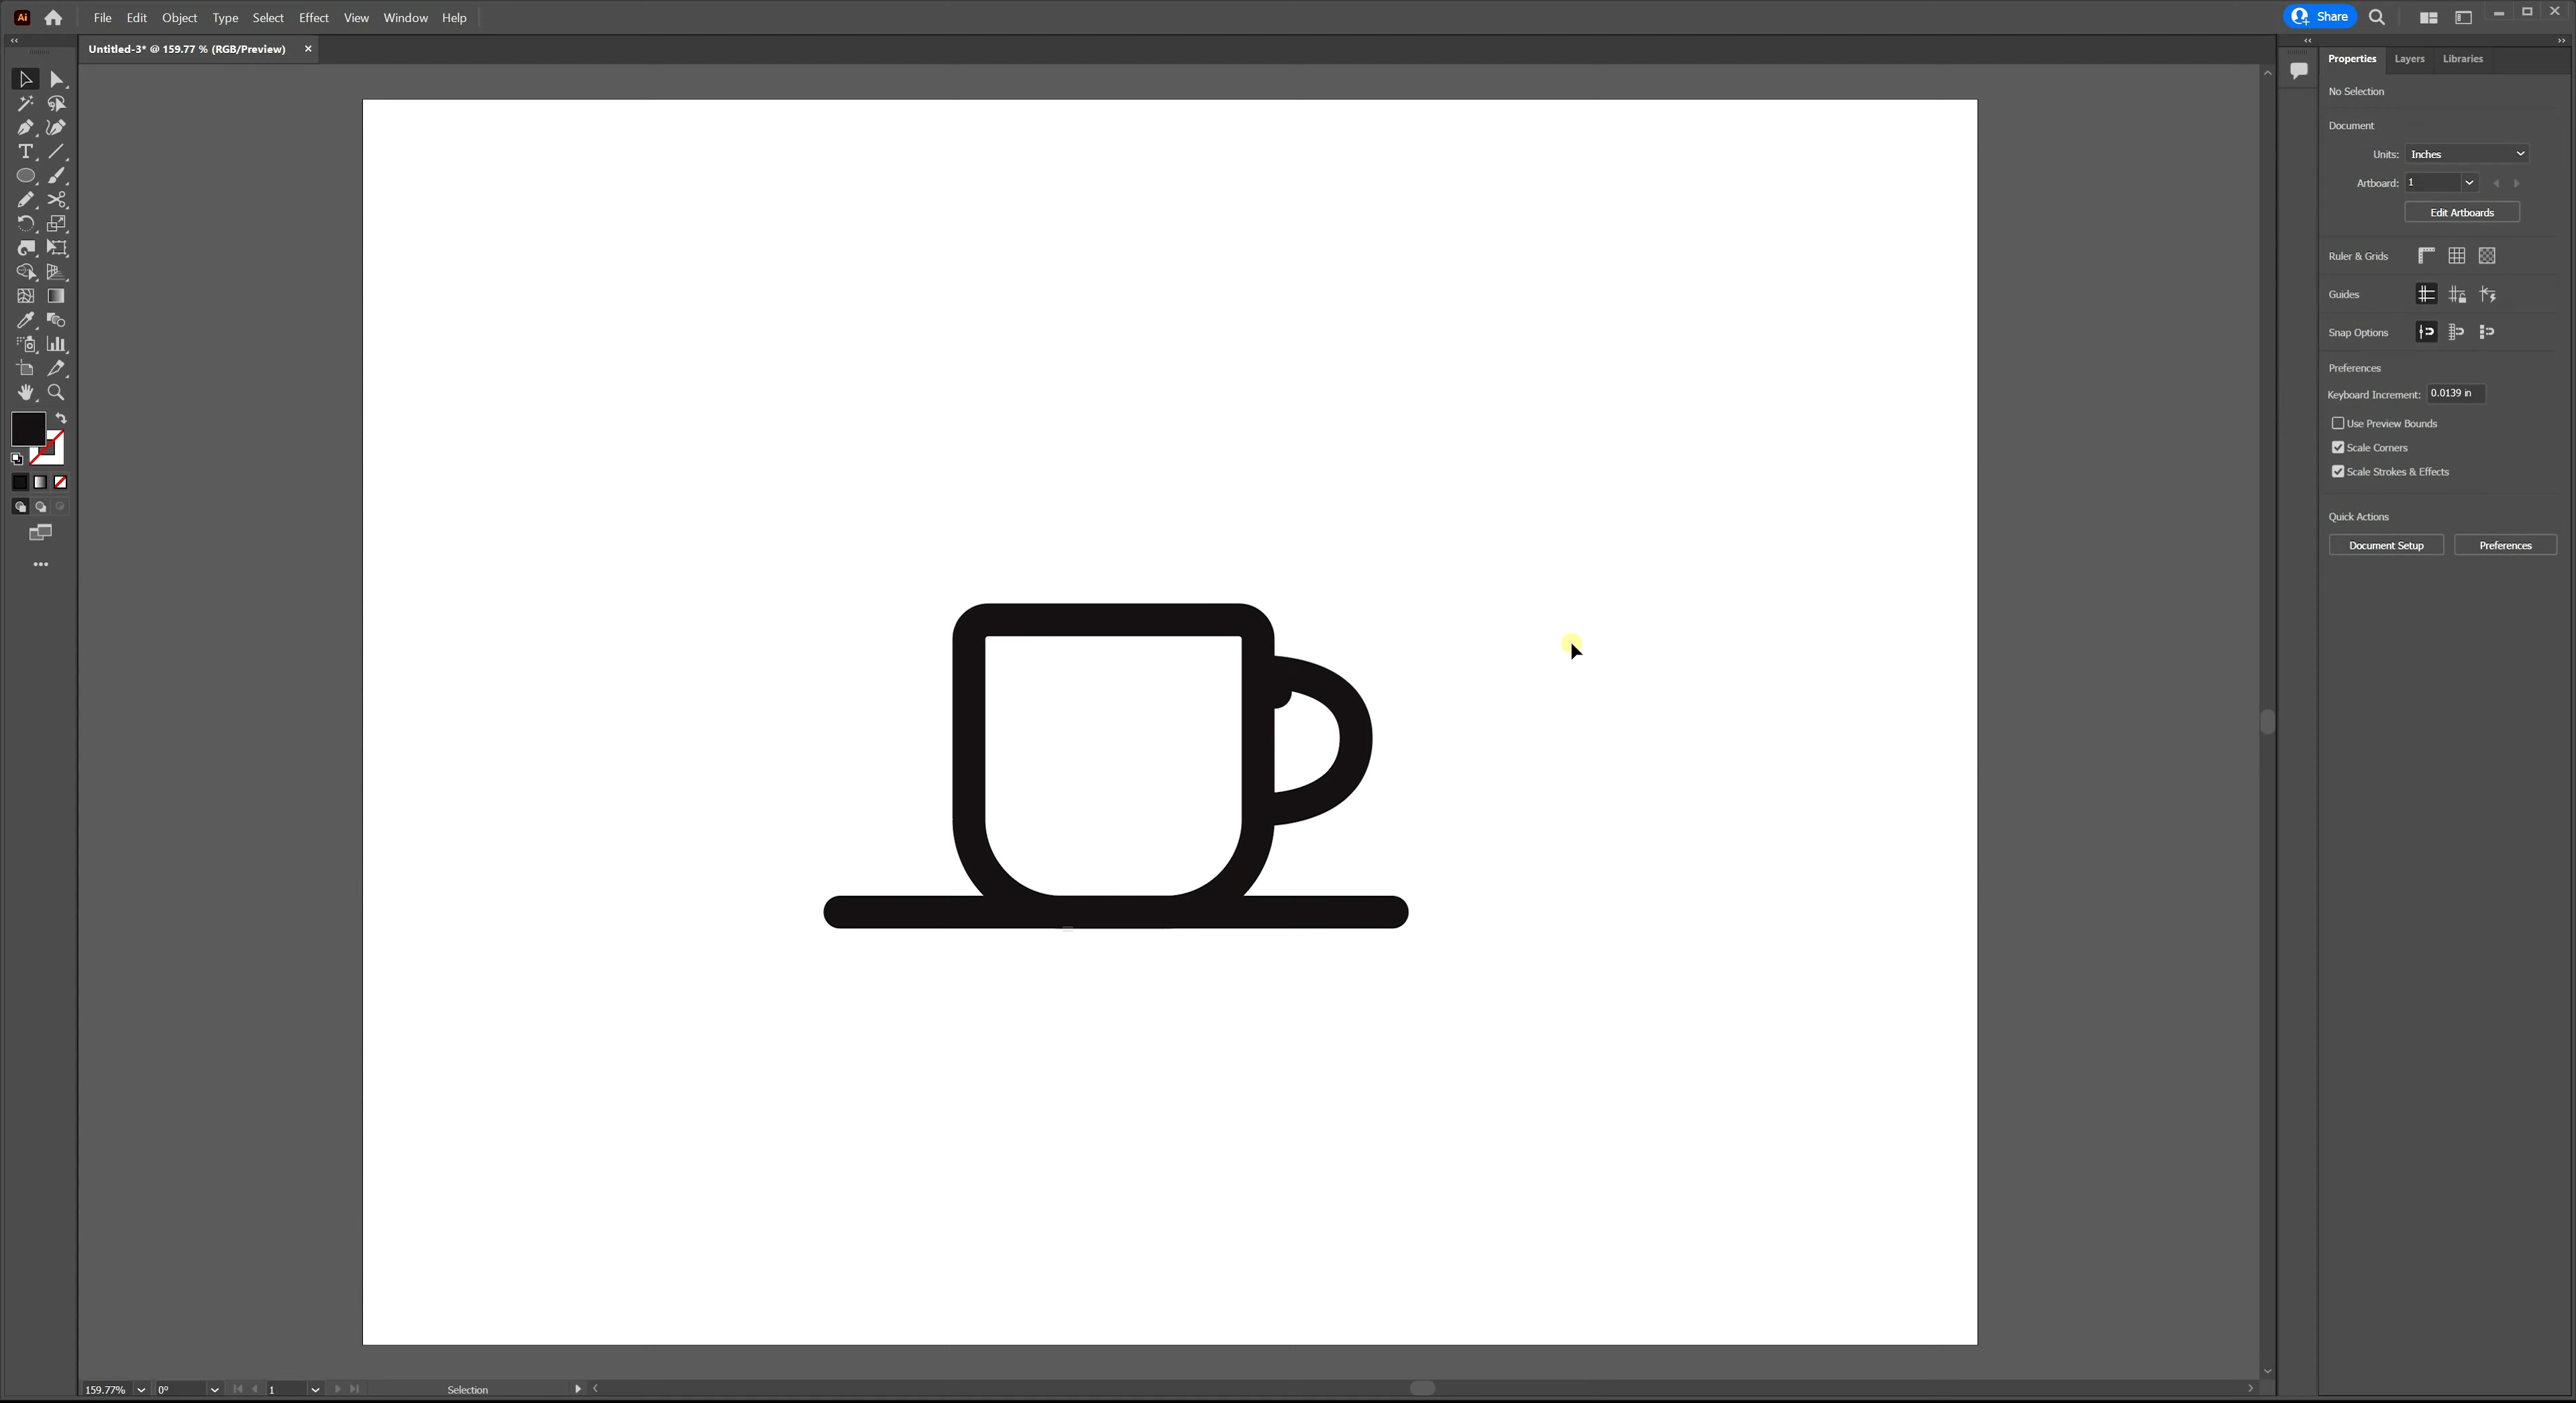 Ai File Edit Object Type Select Effect View Window Help Share
Untitled-3* @ 159.77 % (RGB/Preview)
Properties Layers Libraries
No Selection
Document
Units: Inches
Artboard: 1
Edit Artboards
Ruler & Grids
Guides
Snap Options
Preferences
Keyboard Increment: 0.0139 in
Use Preview Bounds
Scale Corners
Scale Strokes & Effects
Quick Actions
Document Setup Preferences
159.77% 0° 1 Selection